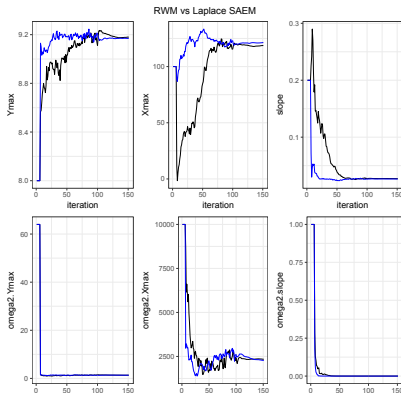 RWM vs Laplace SAEM
Ymax
9.2
8.8
8.4
8.0
0 50 100 150
iteration
Xmax
100
50
0
0 50 100 150
iteration
slope
0.3
0.2
0.1
0 50 100 150
iteration
omega2.Ymax
60
40
20
0
0 50 100 150
omega2.Xmax
10000
7500
5000
2500
0 50 100 150
omega2.slope
1.00
0.75
0.50
0.25
0.00
0 50 100 150